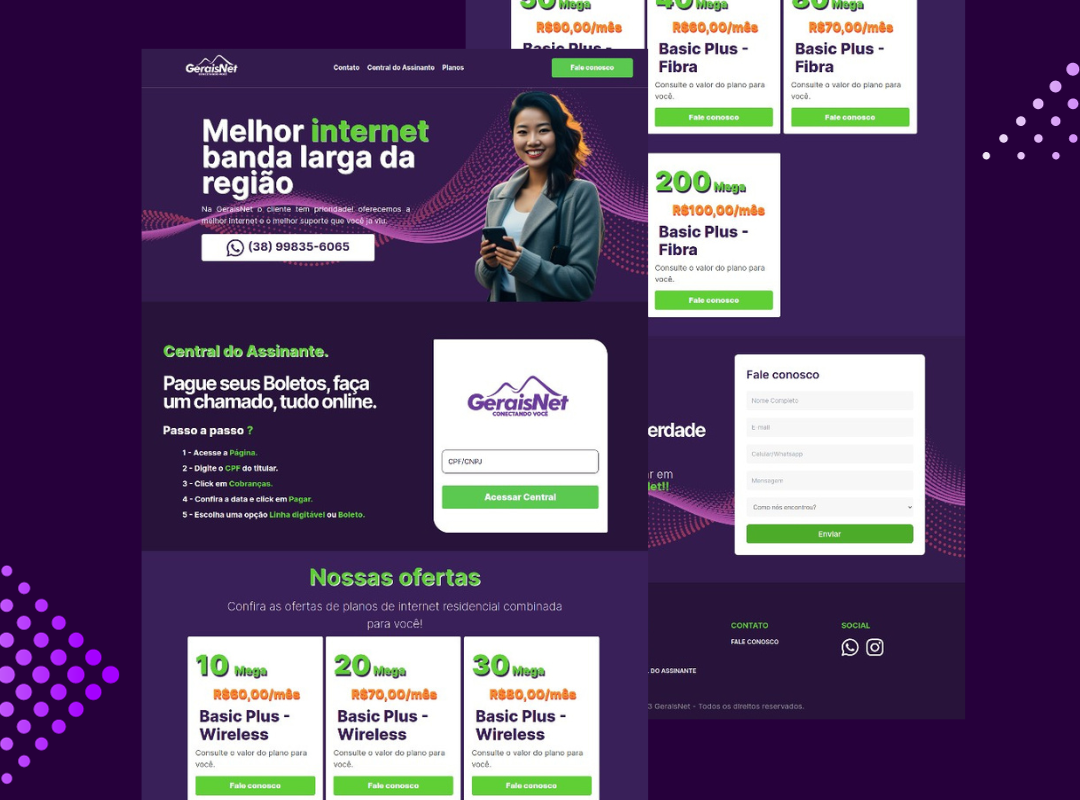 GeraisNet
CONECTANDO VOCÊ
Contato
Central do Assinante
Planos
Fale conosco
Melhor internet
banda larga da
região
Na GeraisNet o cliente tem prioridade! oferecemos a
melhor internet e o melhor suporte que você ja viu.
(38) 99835-6065
Central do Assinante.
Pague seus Boletos, faça
um chamado, tudo online.
Passo a passo ?
1 - Acesse a Página.
2 - Digite o CPF do titular.
3 - Click em Cobranças.
4 - Confira a data e click em Pagar.
5 - Escolha uma opção Linha digitável ou Boleto.
GeraisNet
CONECTANDO VOCÊ
CPF/CNPJ
Acessar Central
Nossas ofertas
Confira as ofertas de planos de internet residencial combinada
para você!
10 Mega
R$60,00/mês
Basic Plus -
Wireless
Consulte o valor do plano para
você.
Fale conosco
20 Mega
R$70,00/mês
Basic Plus -
Wireless
Consulte o valor do plano para
você.
Fale conosco
30 Mega
R$80,00/mês
Basic Plus -
Wireless
Consulte o valor do plano para
você.
Fale conosco
50 Mega
R$90,00/mês
Basic Plus -
Mega
R$60,00/mês
Basic Plus -
Fibra
Consulte o valor do plano para
você.
Fale conosco
Mega
R$70,00/mês
Basic Plus -
Fibra
Consulte o valor do plano para
você.
Fale conosco
200 Mega
R$100,00/mês
Basic Plus -
Fibra
Consulte o valor do plano para
você.
Fale conosco
erdade
ar em
Net!!
Fale conosco
Nome Completo
E-mail
Celular/Whatsapp
Mensagem
Como nós encontrou?
Enviar
CONTATO
FALE CONOSCO
SOCIAL
L DO ASSINANTE
3 GeraisNet - Todos os direitos reservados.